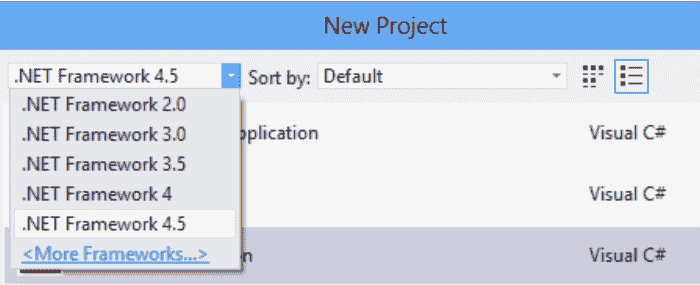 New Project
.NET Framework 4.5 Sort by: Default
.NET Framework 2.0
.NET Framework 3.0 Visual C#
.NET Framework 3.5
.NET Framework 4 Visual C#
.NET Framework 4.5
<More Frameworks...> Visual C#